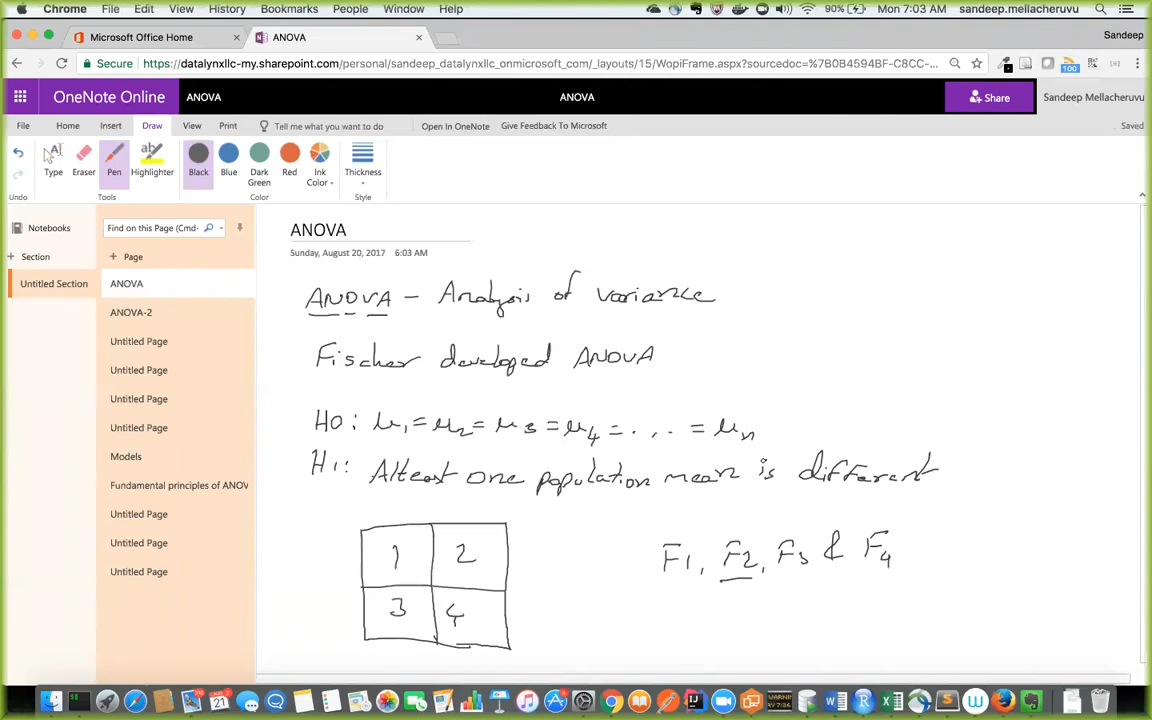 Chrome File Edit View History Bookmarks People Window Help 90% Mon 7:03 AM sandeep.mellacheruvu
Microsoft Office Home ANOVA Sandeep
Secure https://datalynxllc-my.sharepoint.com/personal/sandeep_datalynxllc_onmicrosoft_com/_layouts/15/WopiFrame.aspx?sourcedoc=%7B0B4594BF-C8CC-... 100
OneNote Online ANOVA ANOVA Share Sandeep Mellacheruvu
File Home Insert Draw View Print Tell me what you want to do Open In OneNote Give Feedback To Microsoft Saved
Type Eraser Pen Highlighter Black Blue Dark Green Red Ink Color Thickness
Undo Tools Color Style
Notebooks Find on this Page (Cmd-
Section Page
Untitled Section ANOVA
ANOVA-2
Untitled Page
Untitled Page
Untitled Page
Untitled Page
Models
Fundamental principles of ANOV
Untitled Page
Untitled Page
Untitled Page
ANOVA
Sunday, August 20, 2017 6:03 AM
ANOVA - Analysis of variance
Fischer developed ANOVA
H0: μ1 = μ2 = μ3 = μ4 = . . . . = μn
H1: Atleast one population mean is different
1 2
3 4
F1, F2, F3 & F4